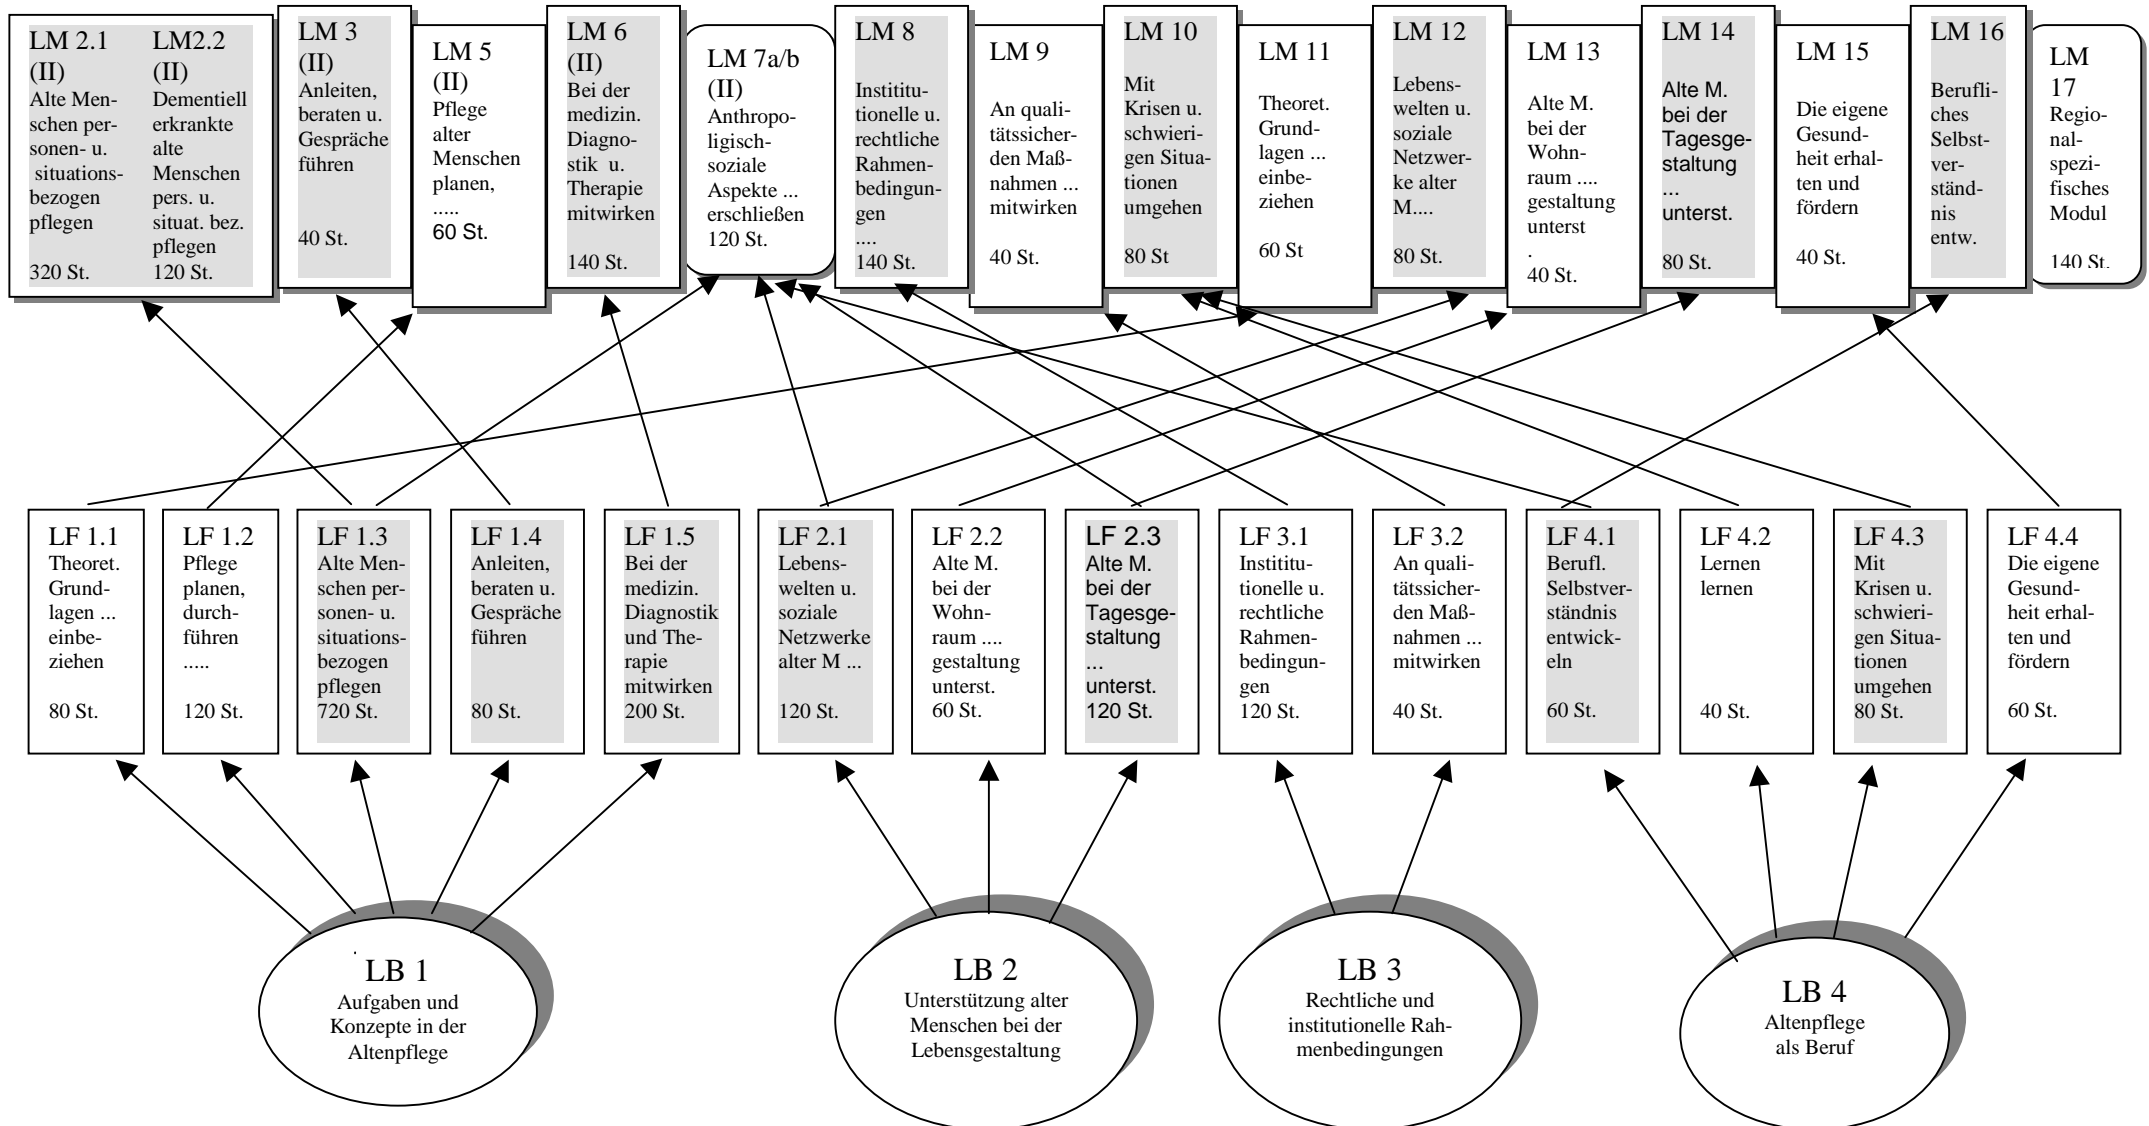 LM 2.1
(II)
Alte Men-
schen per-
sonen- u.
situations-
bezogen
pflegen
320 St.
LM2.2
(II)
Dementiell
erkrankte
alte
Menschen
pers. u.
situat. bez.
pflegen
120 St.
LM 3
(II)
Anleiten,
beraten u.
Gespräche
führen
40 St.
LM 5
(II)
Pflege
alter
Menschen
planen,
.....
60 St.
LM 6
(II)
Bei der
medizin.
Diagno-
stik u.
Therapie
mitwirken
140 St.
LM 7a/b
(II)
Anthropo-
ligisch-
soziale
Aspekte ...
erschließen
120 St.
LM 8
Instititu-
tionelle u.
rechtliche
Rahmen-
bedingun-
gen
....
140 St.
LM 9
An quali-
tätssicher-
den Maß-
nahmen ...
mitwirken
40 St.
LM 10
Mit
Krisen u.
schwieri-
gen Situa-
tionen
umgehen
80 St
LM 11
Theoret.
Grund-
lagen ...
einbe-
ziehen
60 St
LM 12
Lebens-
welten u.
soziale
Netzwer-
ke alter
M....
80 St.
LM 13
Alte M.
bei der
Wohn-
raum ....
gestaltung
unterst
.
40 St.
LM 14
Alte M.
bei der
Tagesge-
staltung
...
unterst.
80 St.
LM 15
Die eigene
Gesund-
heit erhal-
ten und
fördern
40 St.
LM 16
Berufli-
ches
Selbst-
ver-
ständ-
nis
entw.
LM
17
Regio-
nal-
spezi-
fisches
Modul
140 St.
LF 1.1
Theoret.
Grund-
lagen ...
einbe-
ziehen
80 St.
LF 1.2
Pflege
planen,
durch-
führen
.....
120 St.
LF 1.3
Alte Men-
schen per-
sonen- u.
situations-
bezogen
pflegen
720 St.
LF 1.4
Anleiten,
beraten u.
Gespräche
führen
80 St.
LF 1.5
Bei der
medizin.
Diagnostik
und The-
rapie
mitwirken
200 St.
LF 2.1
Lebens-
welten u.
soziale
Netzwerke
alter M ...
120 St.
LF 2.2
Alte M.
bei der
Wohn-
raum ....
gestaltung
unterst.
60 St.
LF 2.3
Alte M.
bei der
Tagesge-
staltung
...
unterst.
120 St.
LF 3.1
Instititu-
tionelle u.
rechtliche
Rahmen-
bedingun-
gen
120 St.
LF 3.2
An quali-
tätssicher-
den Maß-
nahmen ...
mitwirken
40 St.
LF 4.1
Berufl.
Selbstver-
ständnis
entwick-
eln
60 St.
LF 4.2
Lernen
lernen
40 St.
LF 4.3
Mit
Krisen u.
schwieri-
gen Situa-
tionen
umgehen
80 St.
LF 4.4
Die eigene
Gesund-
heit erhal-
ten und
fördern
60 St.
.
LB 1
Aufgaben und
Konzepte in der
Altenpflege
LB 2
Unterstützung alter
Menschen bei der
Lebensgestaltung
LB 3
Rechtliche und
institutionelle Rah-
menbedingungen
LB 4
Altenpflege
als Beruf